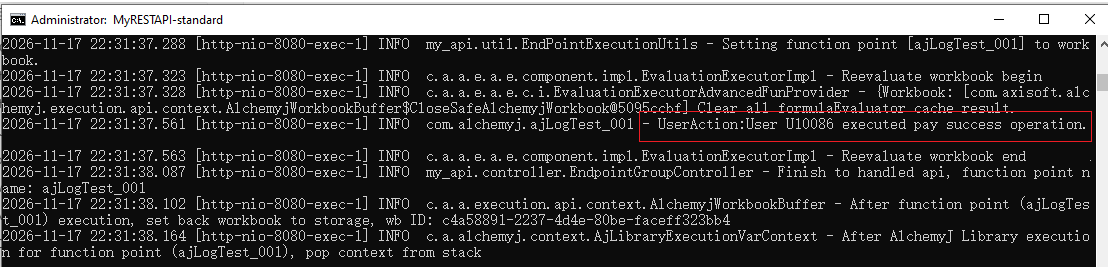 Administrator: MyRESTAPI-standard
2026-11-17 22:31:37.288 [http-nio-8080-exec-1] INFO  my_api.util.EndPointExecutionUtils - Setting function point [ajLogTest_001] to work
book.
2026-11-17 22:31:37.323 [http-nio-8080-exec-1] INFO  c.a.a.e.a.e.component.impl.EvaluationExecutorImpl - Reevaluate workbook begin
2026-11-17 22:31:37.328 [http-nio-8080-exec-1] INFO  c.a.a.e.a.e.c.i.EvaluationExecutorAdvancedFunProvider - {Workbook: [com.axisoft.alc
hemyj.execution.api.context.AlchemyjWorkbookBuffer$CloseSafeAlchemyjWorkbook@5095ccbf] Clear all formulaEvaluator cache result.
2026-11-17 22:31:37.561 [http-nio-8080-exec-1] INFO  com.alchemyj.ajLogTest_001 - UserAction:User U10086 executed pay success operation.
2026-11-17 22:31:37.563 [http-nio-8080-exec-1] INFO  c.a.a.e.a.e.component.impl.EvaluationExecutorImpl - Reevaluate workbook end
2026-11-17 22:31:38.087 [http-nio-8080-exec-1] INFO  my_api.controller.EndpointGroupController - Finish to handled api, function point n
ame: ajLogTest_001
2026-11-17 22:31:38.102 [http-nio-8080-exec-1] INFO  c.a.a.execution.api.context.AlchemyjWorkbookBuffer - After function point (ajLogTes
t_001) execution, set back workbook to storage, wb ID: c4a58891-2237-4d4e-80be-faceff323bb4
2026-11-17 22:31:38.164 [http-nio-8080-exec-1] INFO  c.a.alchemyj.context.AjLibraryExecutionVarContext - After AlchemyJ Library executio
n for function point (ajLogTest_001), pop context from stack